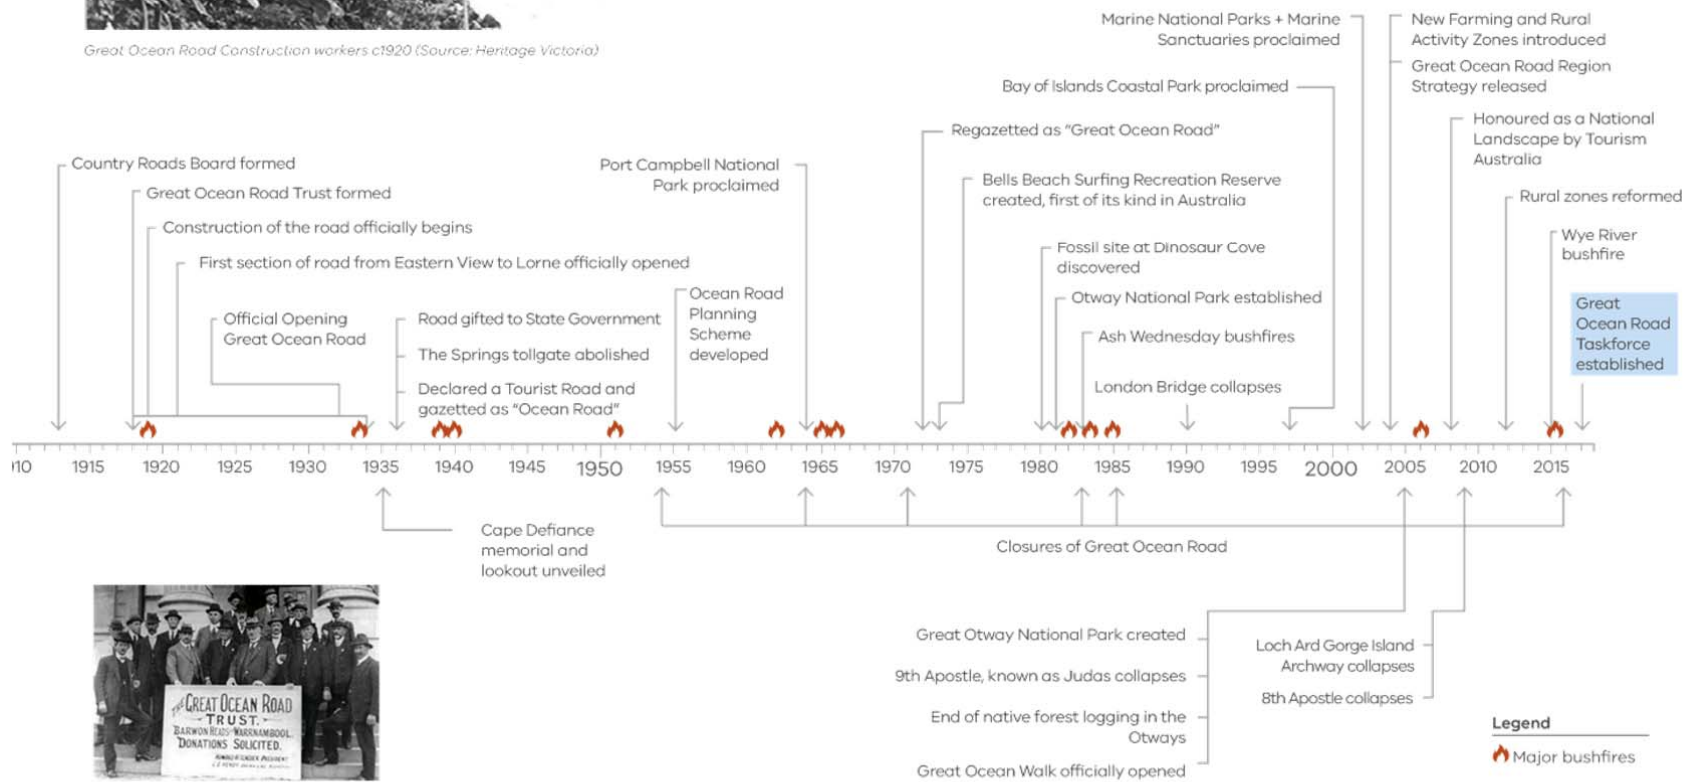 Great Ocean Road Construction workers c1920 (Source: Heritage Victoria)
Marine National Parks + Marine
Sanctuaries proclaimed
New Farming and Rural
Activity Zones introduced
Great Ocean Road Region
Strategy released
Bay of Islands Coastal Park proclaimed
Honoured as a National
Landscape by Tourism
Australia
Regazetted as "Great Ocean Road"
Country Roads Board formed
Port Campbell National
Park proclaimed
Great Ocean Road Trust formed
Bells Beach Surfing Recreation Reserve
created, first of its kind in Australia
Rural zones reformed
Construction of the road officially begins
Fossil site at Dinosaur Cove
discovered
Wye River
bushfire
First section of road from Eastern View to Lorne officially opened
Ocean Road
Planning
Scheme
developed
Otway National Park established
Great
Ocean Road
Taskforce
established
Official Opening
Great Ocean Road
Road gifted to State Government
The Springs tollgate abolished
Declared a Tourist Road and
gazetted as "Ocean Road"
Ash Wednesday bushfires
London Bridge collapses
10 1915 1920 1925 1930 1935 1940 1945 1950 1955 1960 1965 1970 1975 1980 1985 1990 1995 2000 2005 2010 2015
Cape Defiance
memorial and
lookout unveiled
Closures of Great Ocean Road
Great Otway National Park created
9th Apostle, known as Judas collapses
End of native forest logging in the
Otways
Great Ocean Walk officially opened
Loch Ard Gorge Island
Archway collapses
8th Apostle collapses
THE GREAT OCEAN ROAD
TRUST.
BARWON HEADS-WARRNAMBOOL.
DONATIONS SOLICITED.
Legend
Major bushfires